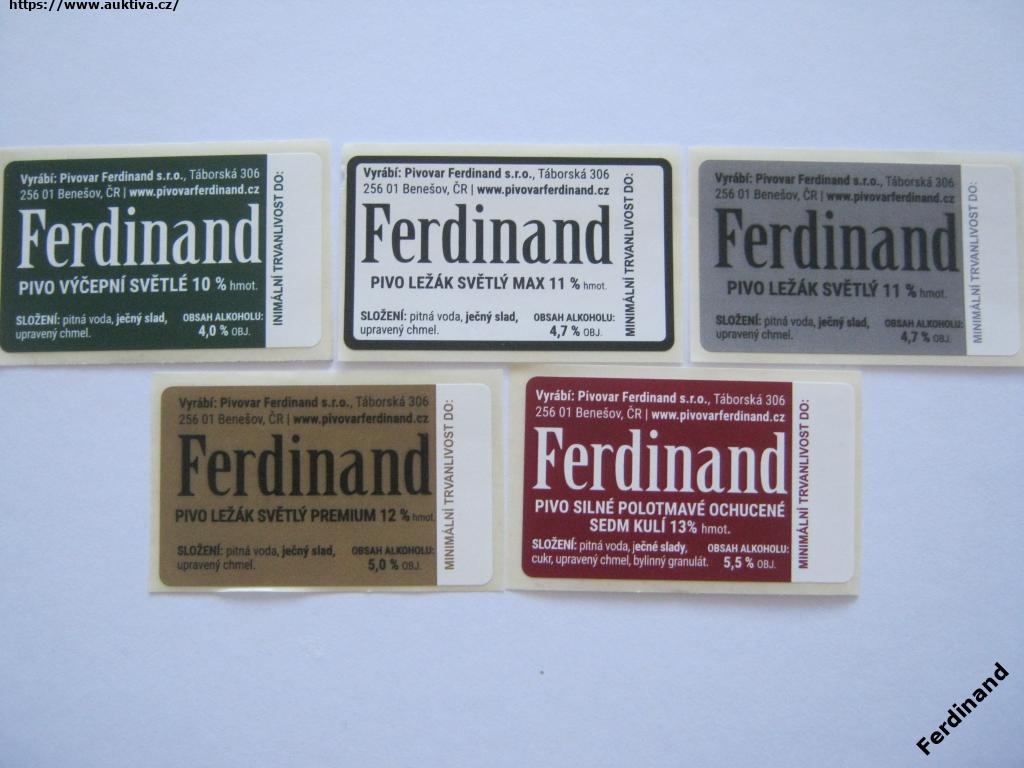 https://www.auktiva.cz/
Vyrábí: Pivovar Ferdinand s.r.o., Táborská 306
256 01 Benešov, ČR | www.pivovarferdinand.cz
Ferdinand
PIVO VÝČEPNÍ SVĚTLÉ 10 % hmot.
SLOŽENÍ: pitná voda, ječný slad,
upravený chmel.
OBSAH ALKOHOLU:
4,0 % OBJ.
INIMÁLNÍ TRVANLIVOST DO:
Vyrábí: Pivovar Ferdinand s.r.o., Táborská 306
256 01 Benešov, ČR | www.pivovarferdinand.cz
Ferdinand
PIVO LEŽÁK SVĚTLÝ MAX 11 % hmot.
SLOŽENÍ: pitná voda, ječný slad,
upravený chmel.
OBSAH ALKOHOLU:
4,7 % OBJ.
MINIMÁLNÍ TRVANLIVOST DO:
Vyrábí: Pivovar Ferdinand s.r.o., Táborská 306
256 01 Benešov, ČR | www.pivovarferdinand.cz
Ferdinand
PIVO LEŽÁK SVĚTLÝ 11 % hmot.
SLOŽENÍ: pitná voda, ječný slad,
upravený chmel.
OBSAH ALKOHOLU:
4,7 % OBJ.
MINIMÁLNÍ TRVANLIVOST DO:
Vyrábí: Pivovar Ferdinand s.r.o., Táborská 306
256 01 Benešov, ČR | www.pivovarferdinand.cz
Ferdinand
PIVO LEŽÁK SVĚTLÝ PREMIUM 12 % hmot.
SLOŽENÍ: pitná voda, ječný slad,
upravený chmel.
OBSAH ALKOHOLU:
5,0 % OBJ.
MINIMÁLNÍ TRVANLIVOST DO:
Vyrábí: Pivovar Ferdinand s.r.o., Táborská 306
256 01 Benešov, ČR | www.pivovarferdinand.cz
Ferdinand
PIVO SILNÉ POLOTMAVÉ OCHUCENÉ
SEDM KULÍ 13% hmot.
SLOŽENÍ: pitná voda, ječné slady,
cukr, upravený chmel, bylinný granulát.
OBSAH ALKOHOLU:
5,5 % OBJ.
MINIMÁLNÍ TRVANLIVOST DO:
Ferdinand